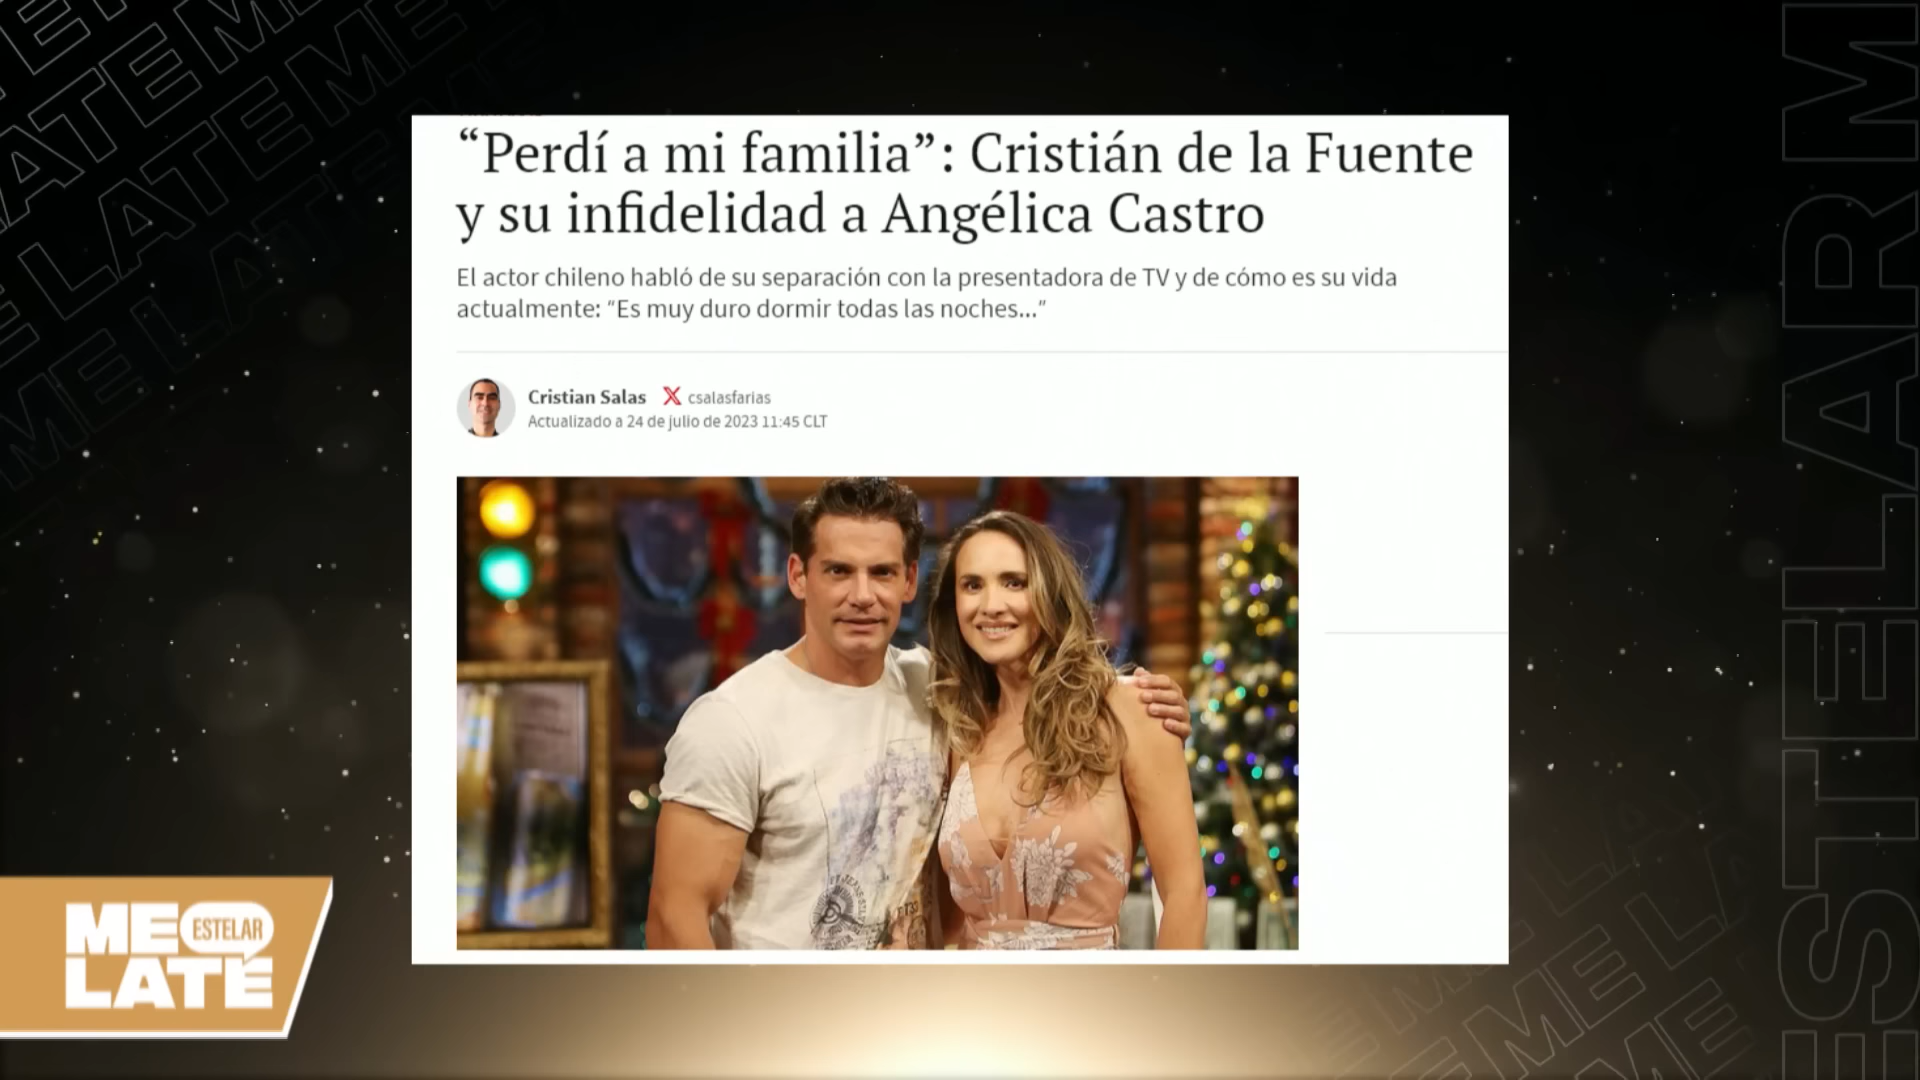 “Perdí a mi familia”: Cristián de la Fuente
y su infidelidad a Angélica Castro
El actor chileno habló de su separación con la presentadora de TV y de cómo es su vida
actualmente: “Es muy duro dormir todas las noches...”
Cristian Salas X csalasfarias
Actualizado a 24 de julio de 2023 11:45 CLT
ME ESTELAR
LATE
ESTELAR M